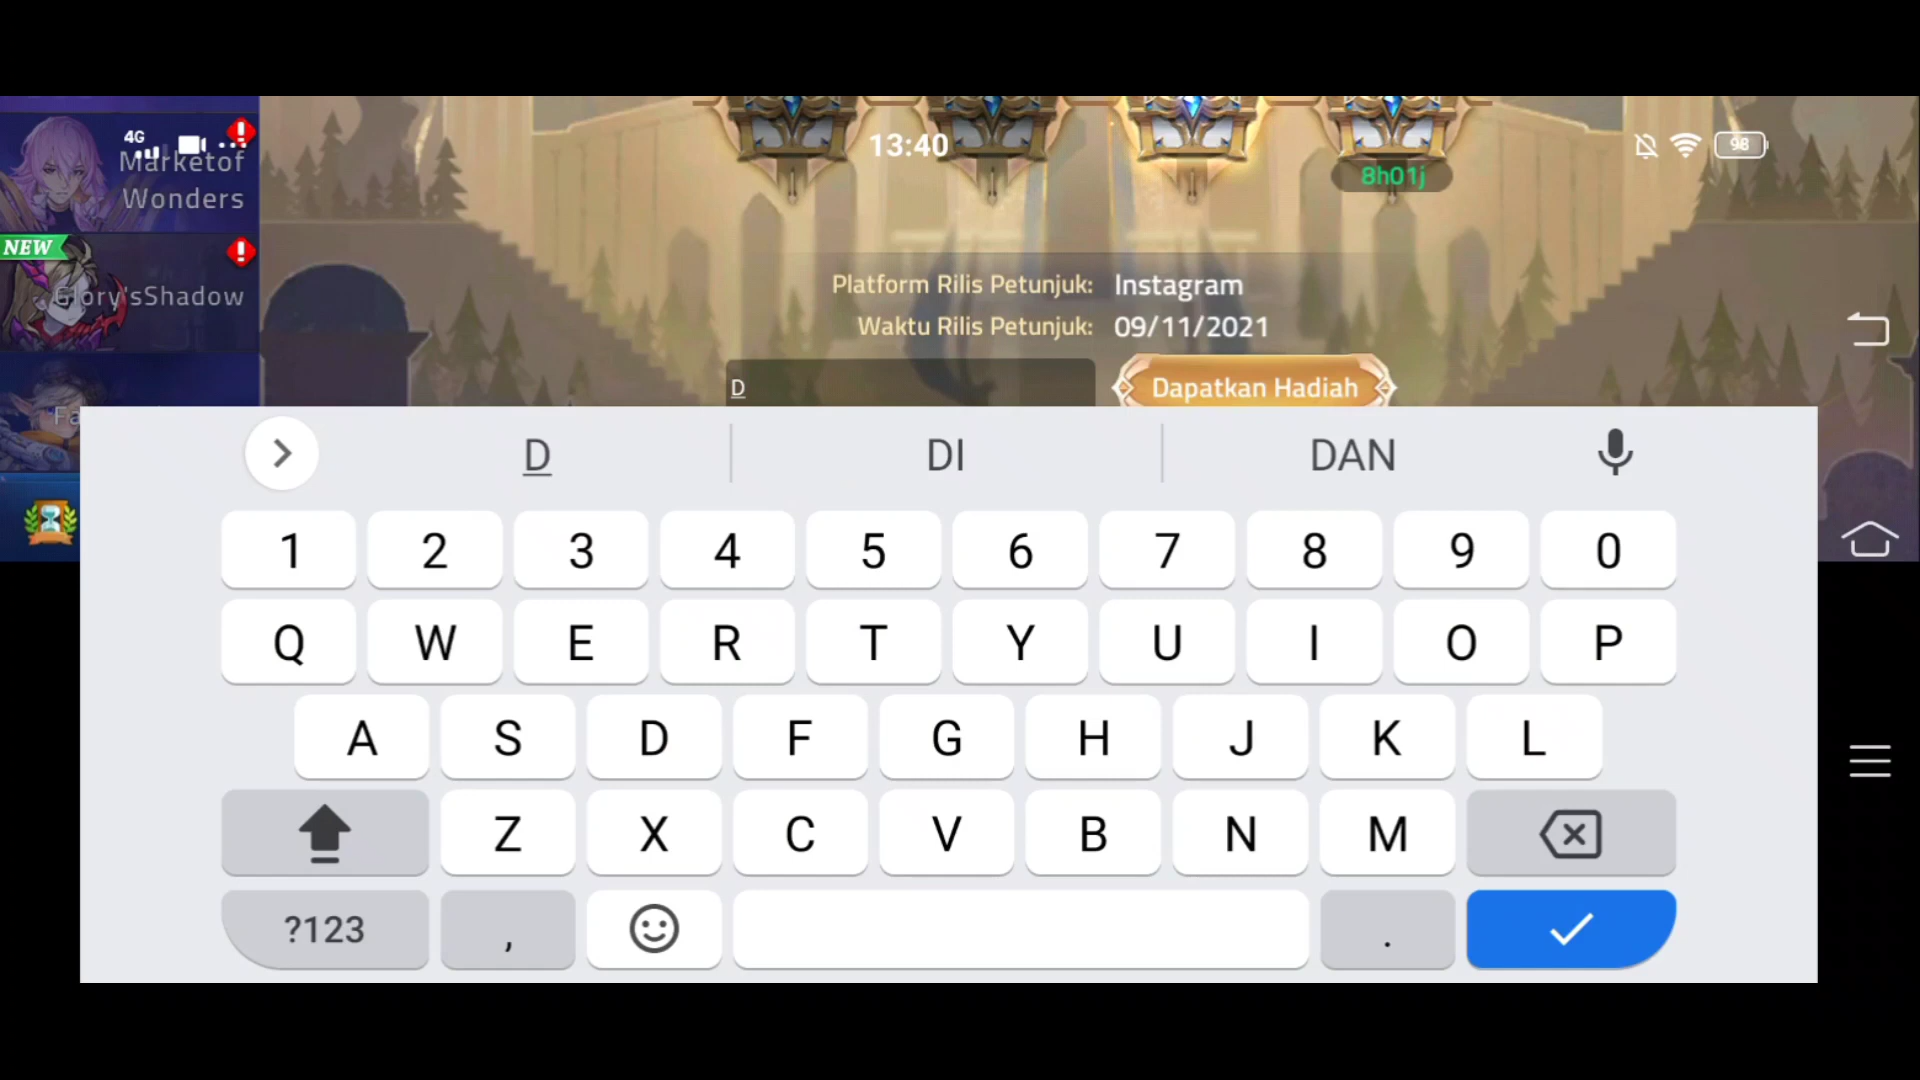 4G
13:40
98
Marketof
Wonders
8h01j
NEW
Glory'sShadow
Platform Rilis Petunjuk: Instagram
Waktu Rilis Petunjuk: 09/11/2021
D
Dapatkan Hadiah
Fa
D DI DAN
1 2 3 4 5 6 7 8 9 0
Q W E R T Y U I O P
A S D F G H J K L
Z X C V B N M
?123 , .